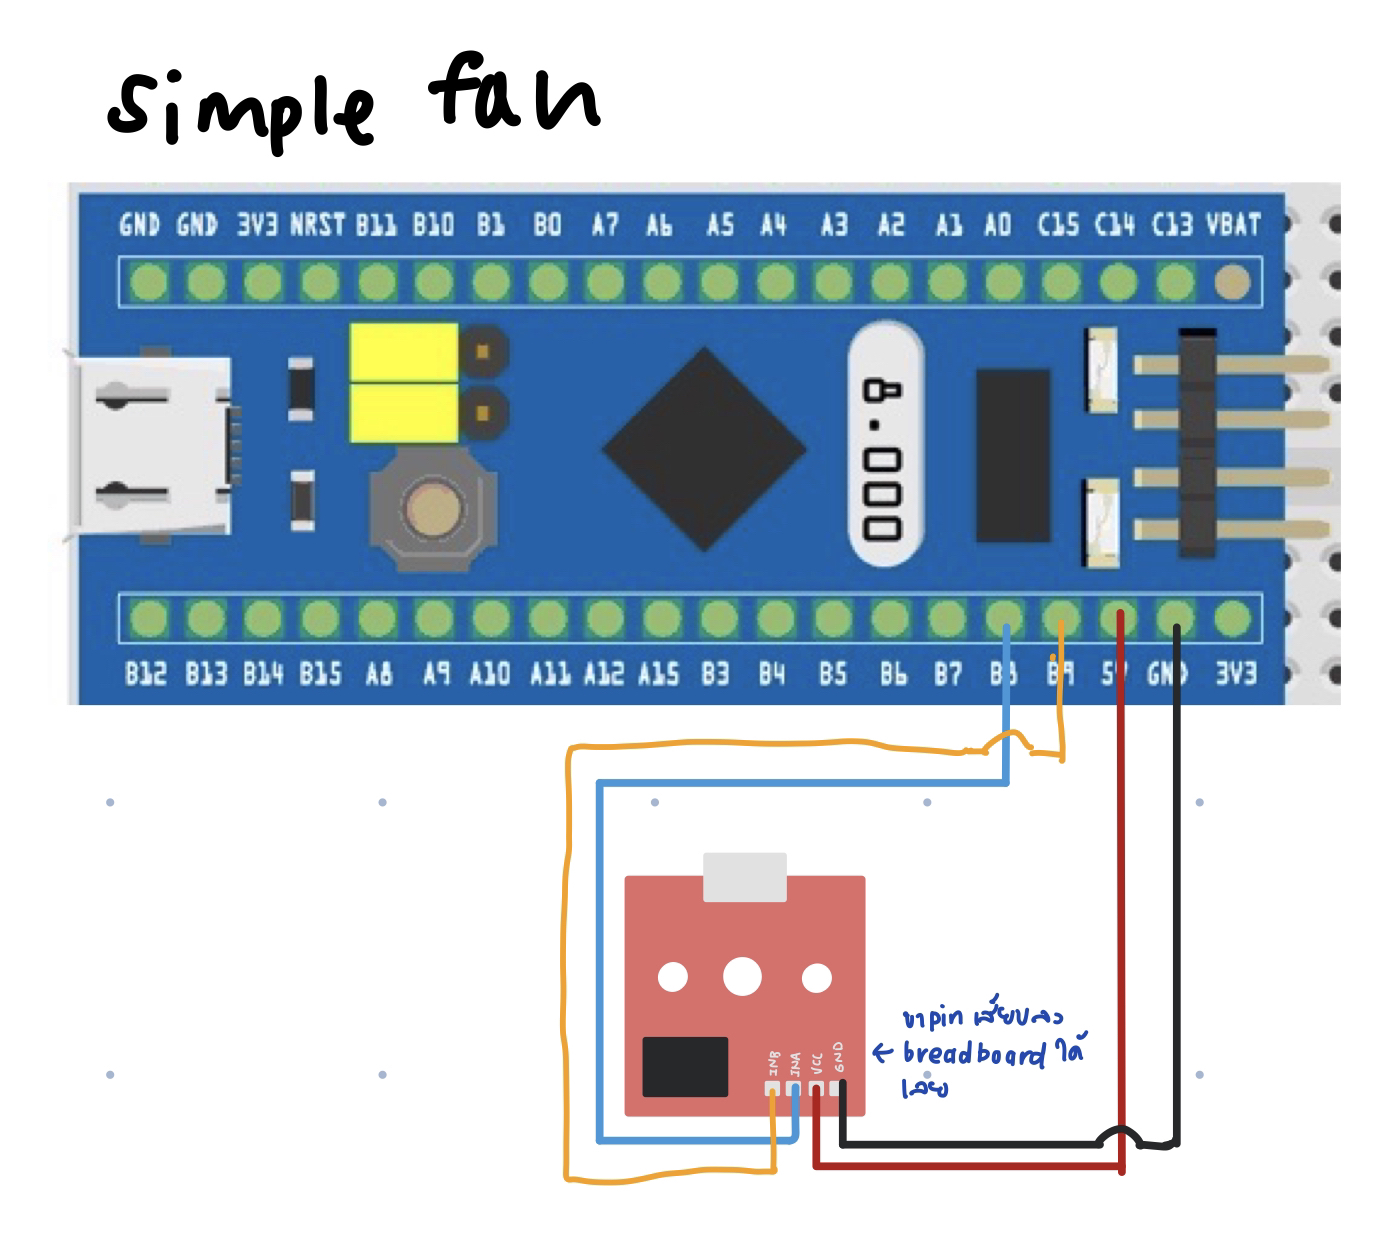 simple fan
GND GND 3V3 NRST B11 B10 B1 B0 A7 A6 A5 A4 A3 A2 A1 A0 C15 C14 C13 VBAT
8.000
B12 B13 B14 B15 A8 A9 A10 A11 A12 A15 B3 B4 B5 B6 B7 B8 B9 5V GND 3V3
INB INA VCC GND
ขา pin เสียบลง
← breadboard ได้
เลย